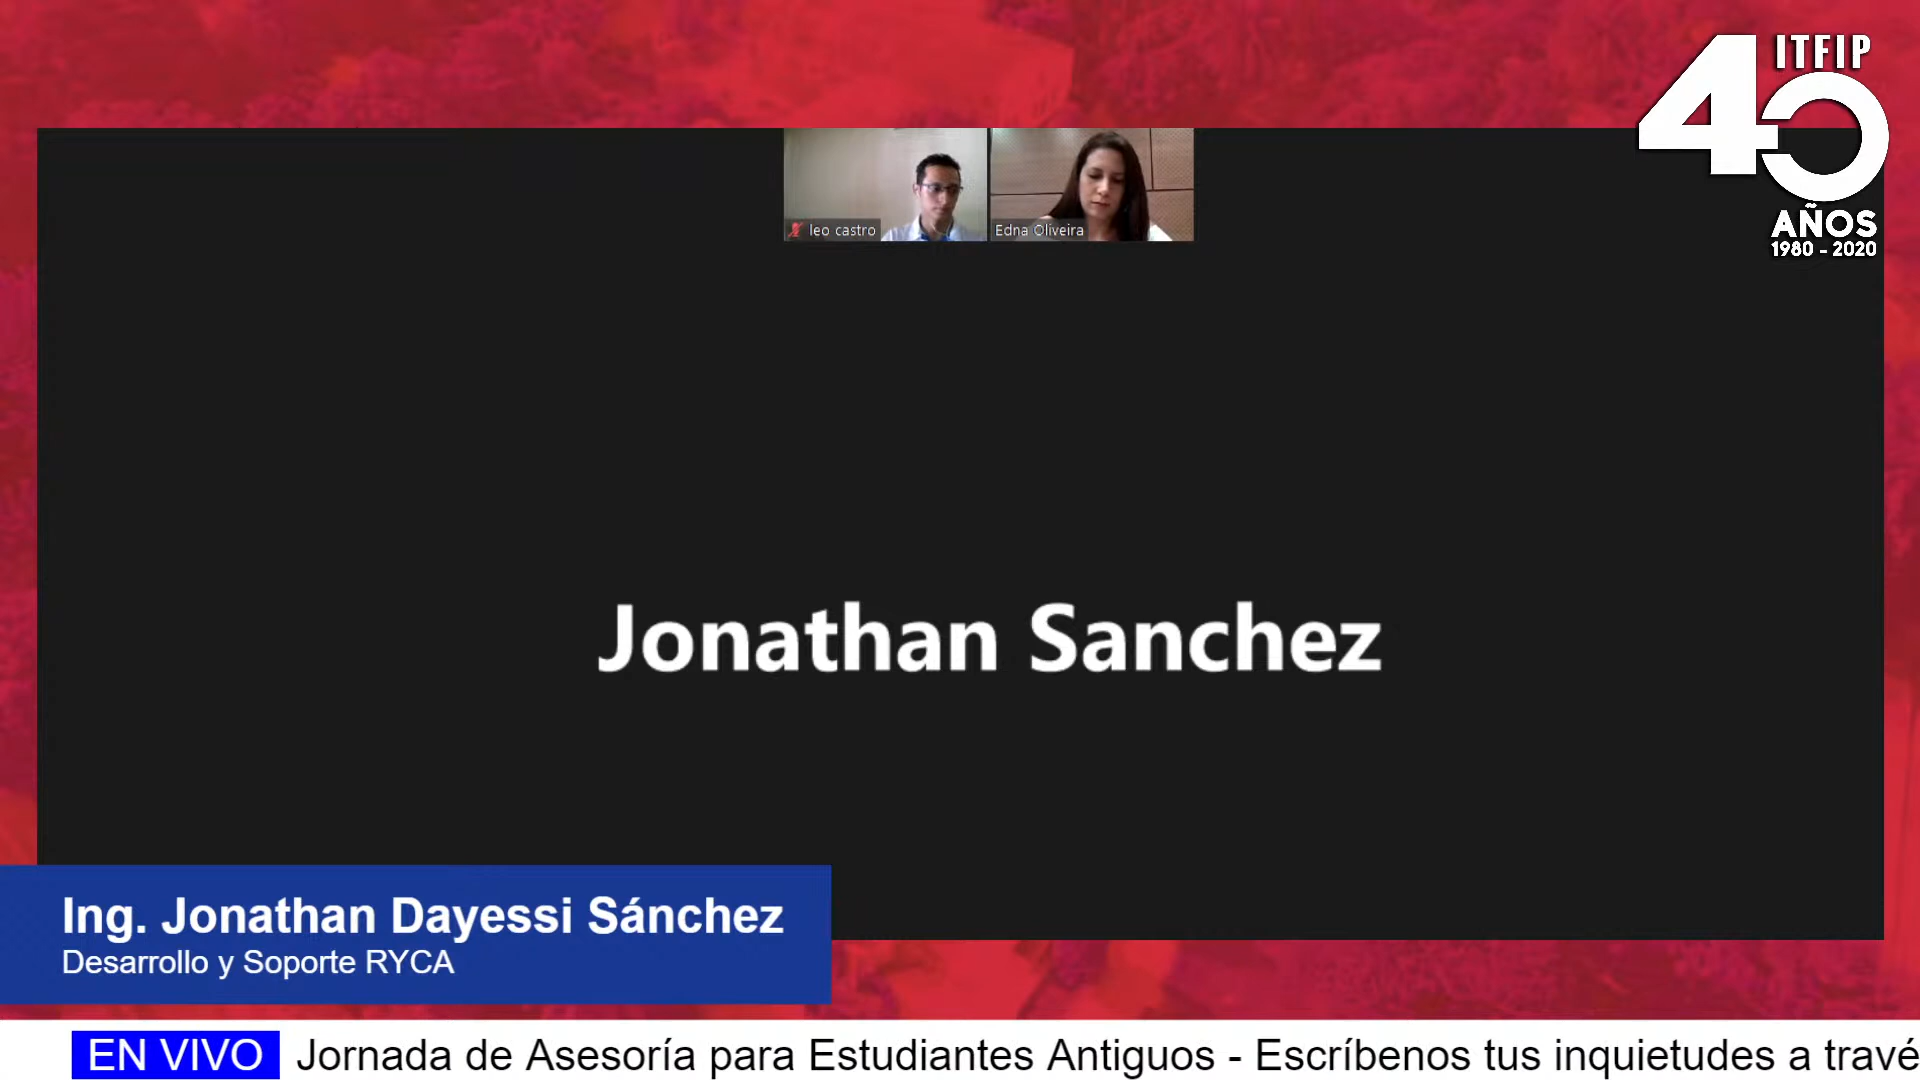 40 ITFIP
AÑOS
1980 - 2020
leo castro
Edna Oliveira
Jonathan Sanchez
Ing. Jonathan Dayessi Sánchez
Desarrollo y Soporte RYCA
EN VIVO Jornada de Asesoría para Estudiantes Antiguos - Escríbenos tus inquietudes a travé